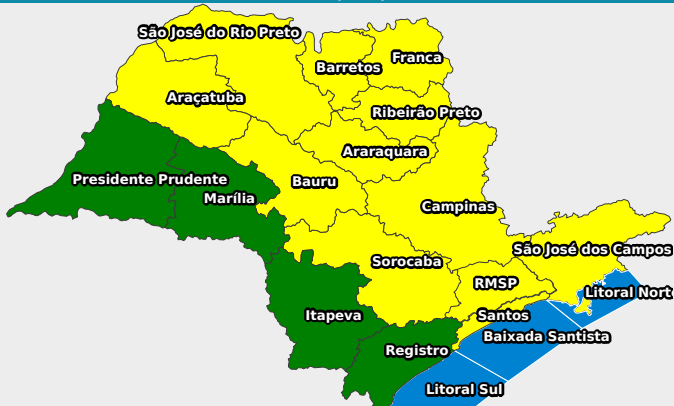 São José do Rio Preto
Franca
Barretos
Araçatuba
Ribeirão Preto
Araraquara
Presidente Prudente
Bauru
Marília
Campinas
São José dos Campos
Sorocaba
RMSP
Litoral Nort
Itapeva
Santos
Baixada Santista
Registro
Litoral Sul